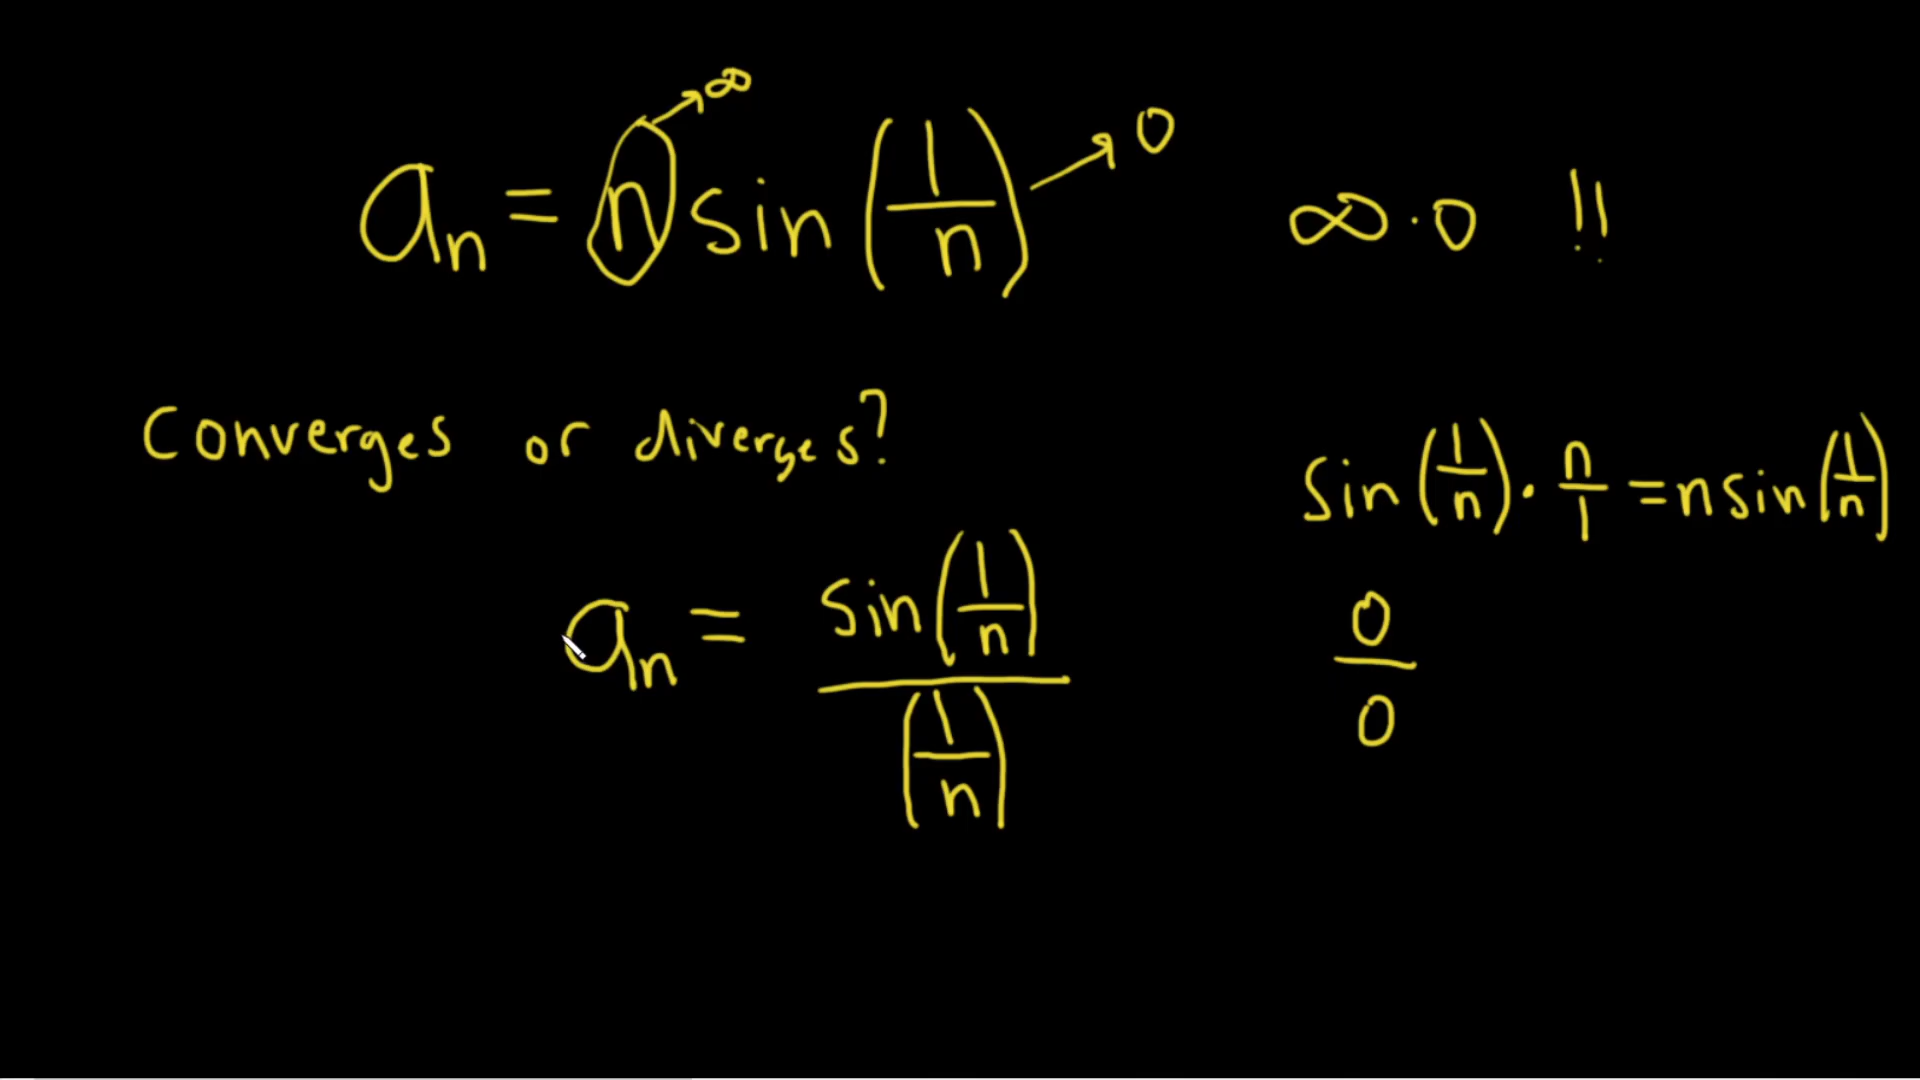 aₙ = n → ∞ sin(1/n) → 0 ∞ · 0 !!
Converges or diverges?
sin(1/n) · n/1 = n sin(1/n)
aₙ = sin(1/n) / (1/n)
0/0